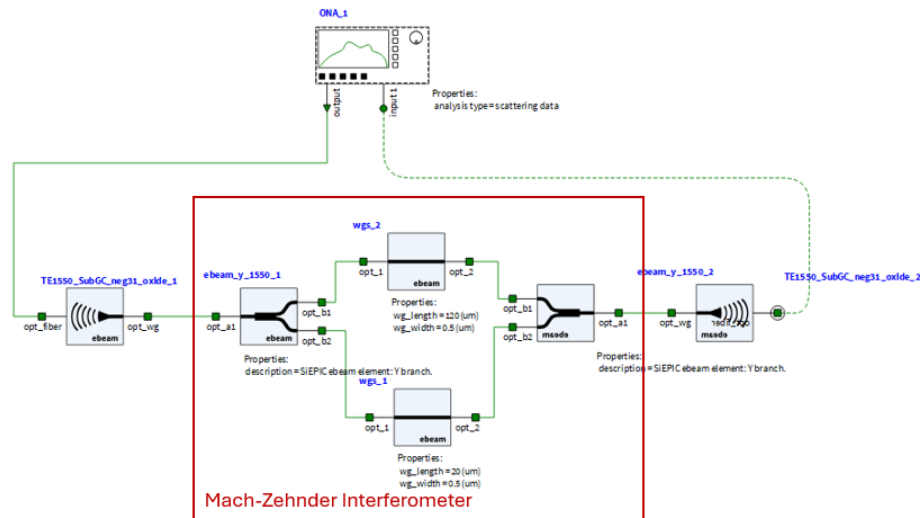 ONA_1
output
input 1
Properties:
analysis type = scattering data
wgs_2
opt_1
opt_2
ebeam
Properties:
wg_length = 120 (um)
wg_width = 0.5 (um)
TE1550_SubGC_neg31_oxide_1
opt_fiber
opt_wg
ebeam
ebeam_y_1550_1
opt_a1
opt_b1
opt_b2
ebeam
Properties:
description = SiEPIC ebeam element: Y branch.
opt_b1
opt_b2
opt_a1
ebeam
ebeam_y_1550_2
Properties:
description = SiEPIC ebeam element: Y branch.
TE1550_SubGC_neg31_oxide_2
opt_wg
opt_fiber
ebeam
wgs_1
opt_1
opt_2
ebeam
Properties:
wg_length = 20 (um)
wg_width = 0.5 (um)
Mach-Zehnder Interferometer